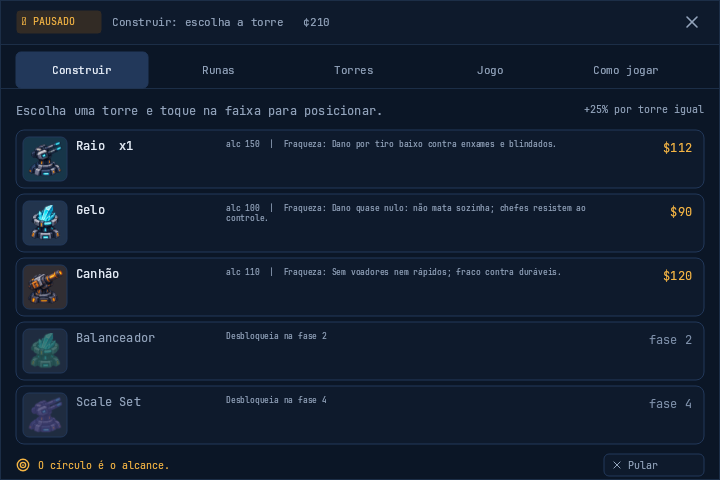 PAUSADO Construir: escolha a torre $210
Construir Runas Torres Jogo Como jogar
Escolha uma torre e toque na faixa para posicionar. +25% por torre igual
Raio x1 alc 150 | Fraqueza: Dano por tiro baixo contra enxames e blindados. $112
Gelo alc 100 | Fraqueza: Dano quase nulo: não mata sozinha; chefes resistem ao controle. $90
Canhão alc 110 | Fraqueza: Sem voadores nem rápidos; fraco contra duráveis. $120
Balanceador Desbloqueia na fase 2 fase 2
Scale Set Desbloqueia na fase 4 fase 4
O círculo é o alcance. Pular